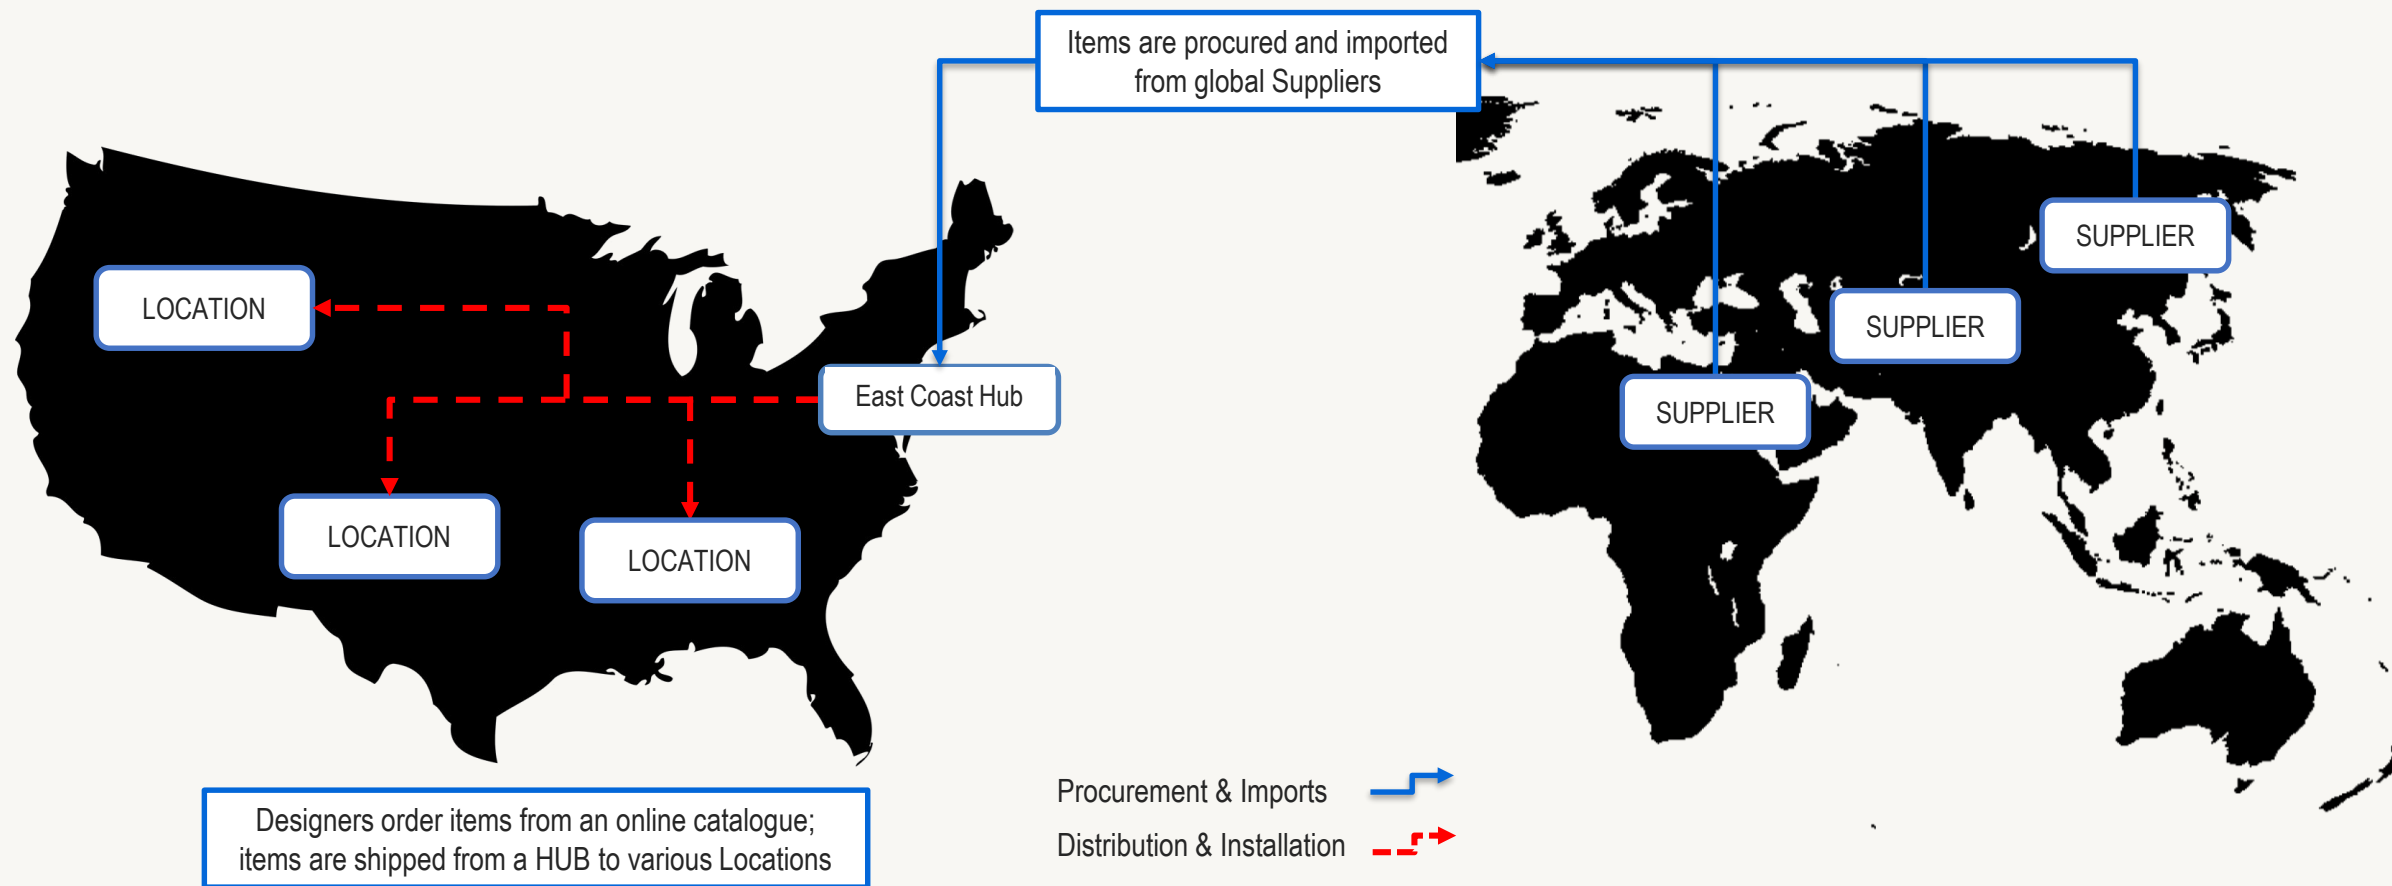 Items are procured and imported
from global Suppliers
SUPPLIER
LOCATION
SUPPLIER
East Coast Hub
SUPPLIER
LOCATION
LOCATION
Procurement & Imports
Designers order items from an online catalogue;
items are shipped from a HUB to various Locations
Distribution & Installation